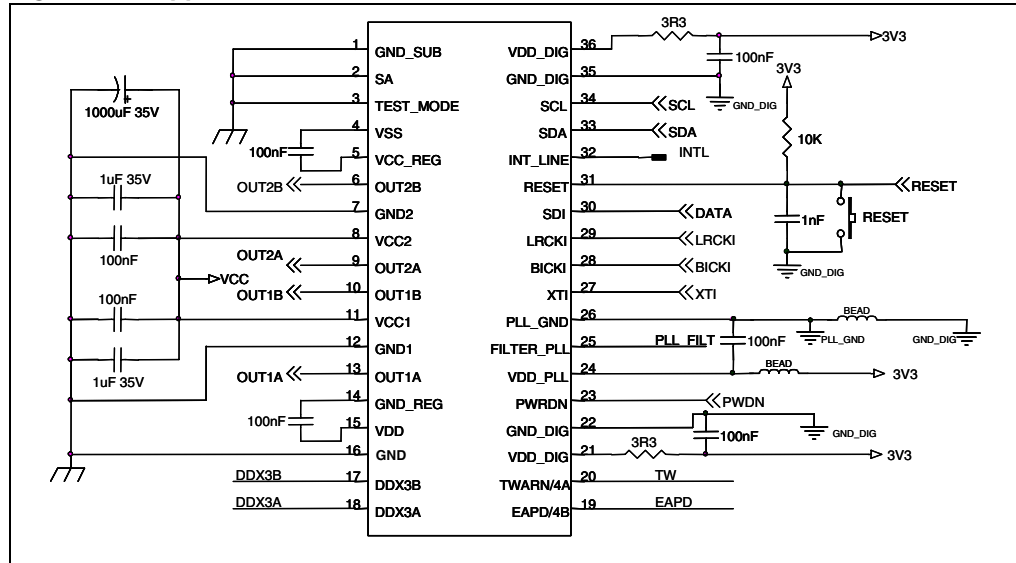 3R3
3V3
1 GND_SUB VDD_DIG 36
100nF
2 SA GND_DIG 35
3V3
GND_DIG
1000uF 35V
3 TEST_MODE SCL 34 SCL
4 VSS SDA 33 SDA
10K
100nF
5 VCC_REG INT_LINE 32 INTL
1uF 35V
OUT2B 6 OUT2B RESET 31 RESET
7 GND2 SDI 30 DATA
1nF RESET
8 VCC2 LRCKI 29 LRCKI
100nF
OUT2A 9 OUT2A BICKI 28 BICKI
GND_DIG
VCC
OUT1B 10 OUT1B XTI 27 XTI
100nF
BEAD
11 VCC1 PLL_GND 26
PLL_GND GND_DIG
12 GND1 FILTER_PLL 25 PLL_FILT 100nF
BEAD
1uF 35V
OUT1A 13 OUT1A VDD_PLL 24 3V3
14 GND_REG PWRDN 23 PWDN
100nF
15 VDD GND_DIG 22 100nF GND_DIG
3R3
16 GND VDD_DIG 21 3V3
DDX3B 17 DDX3B TWARN/4A 20 TW
DDX3A 18 DDX3A EAPD/4B 19 EAPD